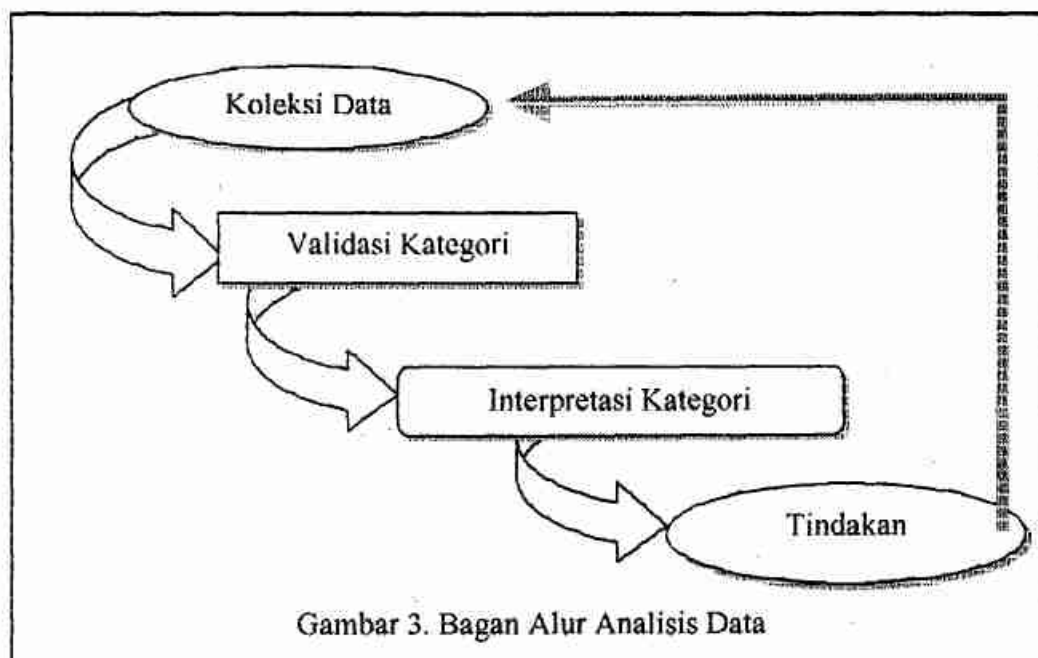 Koleksi Data
Validasi Kategori
Interpretasi Kategori
Tindakan
Gambar 3. Bagan Alur Analisis Data